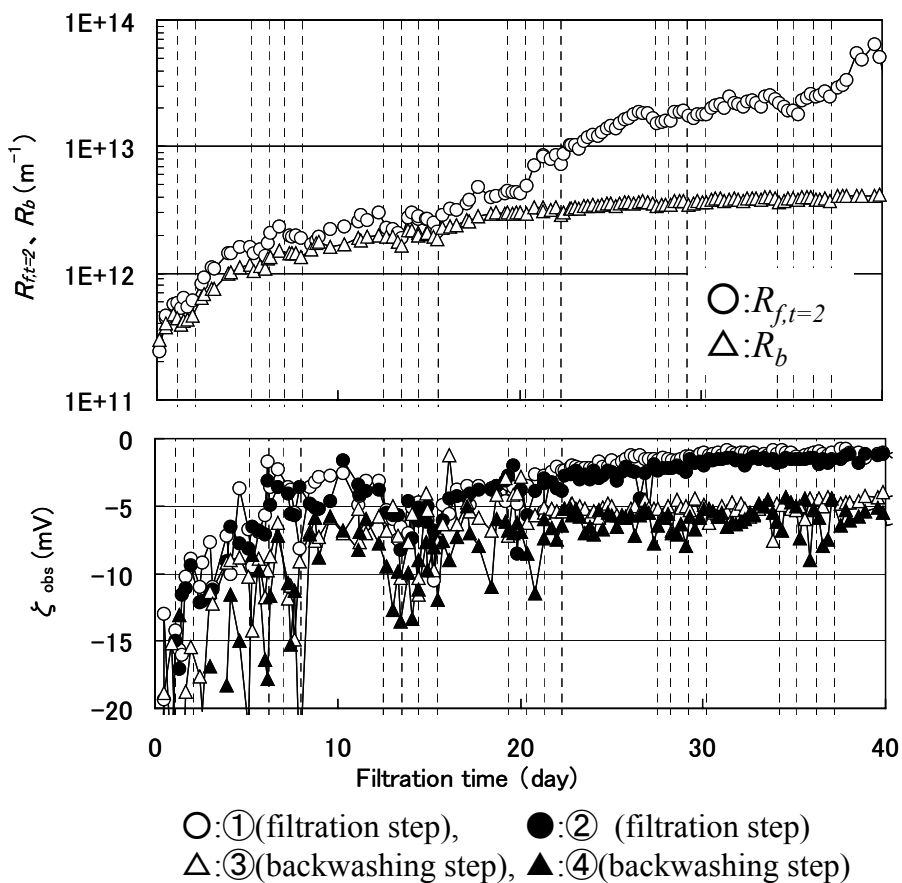 1E+14
1E+13
1E+12
1E+11
R_{f,t=2}、R_b (m^{-1})
○:R_{f,t=2}
△:R_b
0
-5
-10
-15
-20
ζ_{obs} (mV)
0 10 20 30 40
Filtration time (day)
○:①(filtration step), ●:② (filtration step)
△:③(backwashing step), ▲:④(backwashing step)